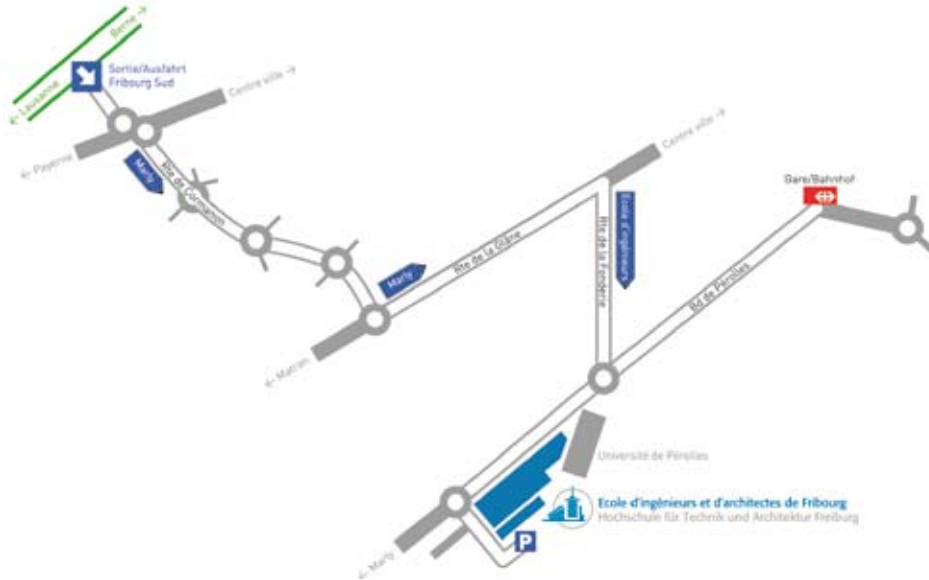 Berne →
← Lausanne
Sortie/Ausfahrt
Fribourg Sud
Centre ville →
← Payerne
Marly
Rte de Cormanon
Marly
Rte de la Glâne
← Matran
Centre ville →
Ecole d'ingénieurs
Rte de la Fonderie
Gare/Bahnhof
Bd de Pérolles
Université de Pérolles
Ecole d'ingénieurs et d'architectes de Fribourg
Hochschule für Technik und Architektur Freiburg
P
← Marly